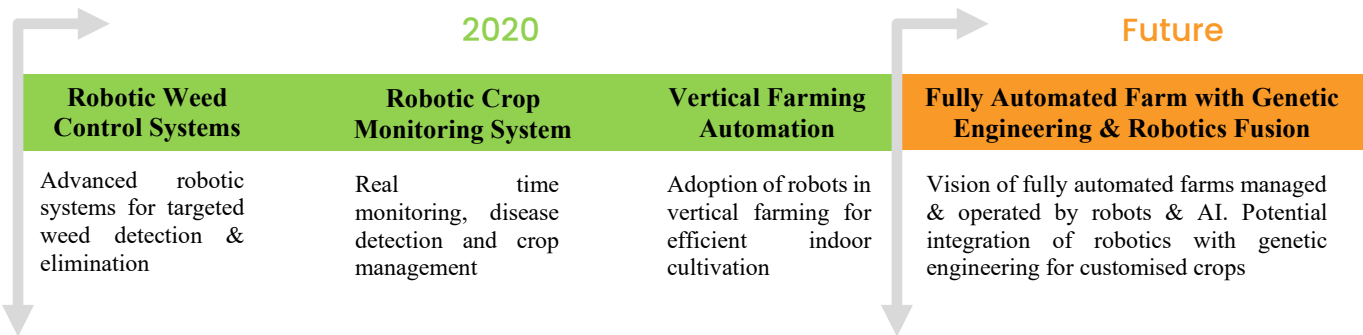 2020
Future
Robotic Weed
Control Systems
Robotic Crop
Monitoring System
Vertical Farming
Automation
Fully Automated Farm with Genetic
Engineering & Robotics Fusion
Advanced robotic
systems for targeted
weed detection &
elimination
Real time
monitoring, disease
detection and crop
management
Adoption of robots in
vertical farming for
efficient indoor
cultivation
Vision of fully automated farms managed
& operated by robots & AI. Potential
integration of robotics with genetic
engineering for customised crops